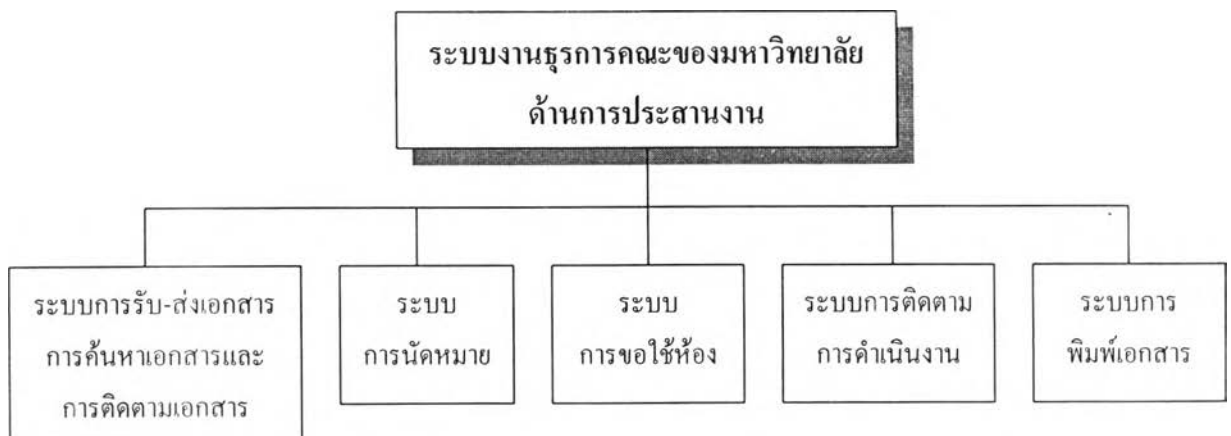 ระบบงานธุรการคณะของมหาวิทยาลัย
ด้านการประสานงาน
ระบบการรับ-ส่งเอกสาร
การค้นหาเอกสารและ
การติดตามเอกสาร
ระบบ
การนัดหมาย
ระบบ
การขอใช้ห้อง
ระบบการติดตาม
การดำเนินงาน
ระบบการ
พิมพ์เอกสาร